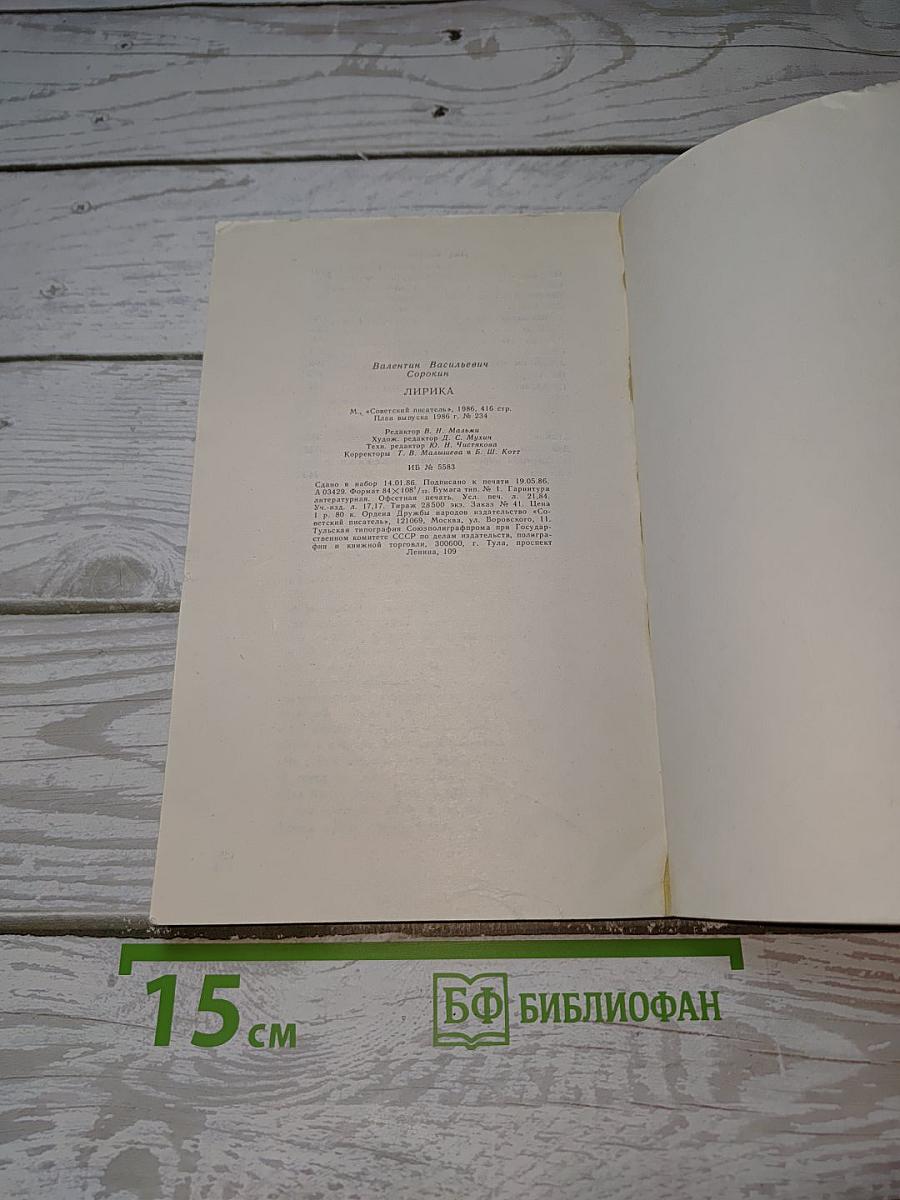 Валентин Васильевич
Сорокин
ЛИРИКА
М., «Советский писатель», 1986, 416 стр.
План выпуска 1986 г. № 234
Редактор В. Н. Мальми
Худож. редактор Д. С. Мухин
Техн. редактор Ю. Н. Чистякова
Корректоры Т. В. Малышева и Б. Ш. Котт
ИБ № 5583
Сдано в набор 14.01.86. Подписано к печати 19.05.86.
А 03429. Формат 84×108¹/₃₂. Бумага тип. № 1. Гарнитура
литературная. Офсетная печать. Усл. печ. л. 21,84.
Уч.-изд. л. 17,17. Тираж 28 500 экз. Заказ № 41. Цена
1 р. 80 к. Ордена Дружбы народов издательство «Со-
ветский писатель», 121069, Москва, ул. Воровского, 11.
Тульская типография Союзполиграфпрома при Государ-
ственном комитете СССР по делам издательств, полигра-
фии и книжной торговли, 300600, г. Тула, проспект
Ленина, 109
15 см
БФ БИБЛИОФАН